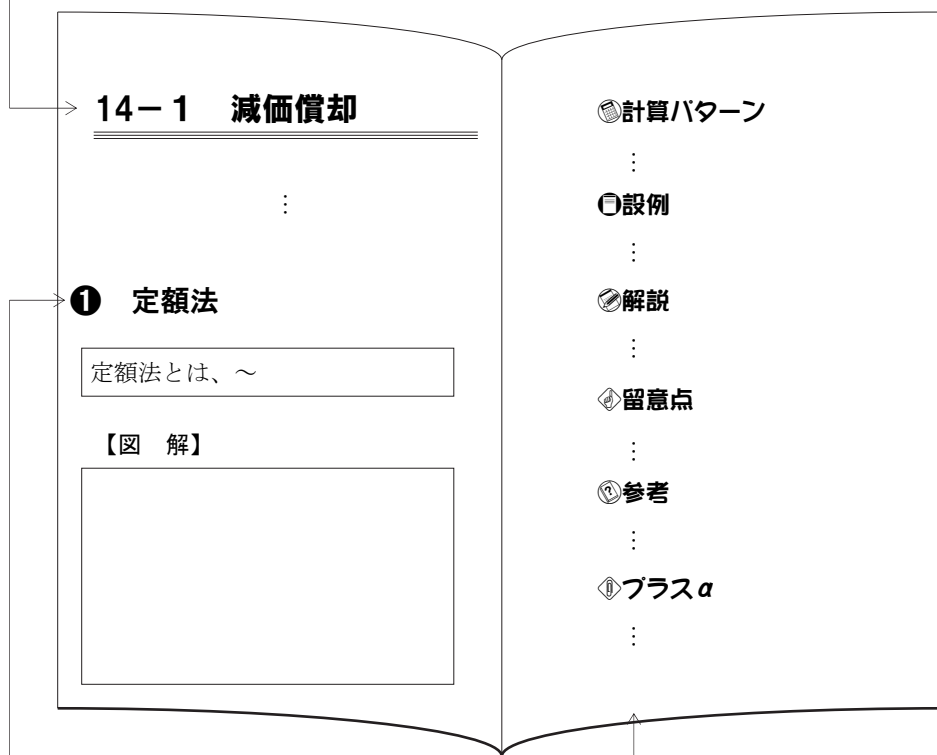 14－1　減価償却
⋮
❶　定額法
定額法とは、～
【図　解】
計算パターン
⋮
設例
⋮
解説
⋮
留意点
⋮
参考
⋮
プラスα
⋮